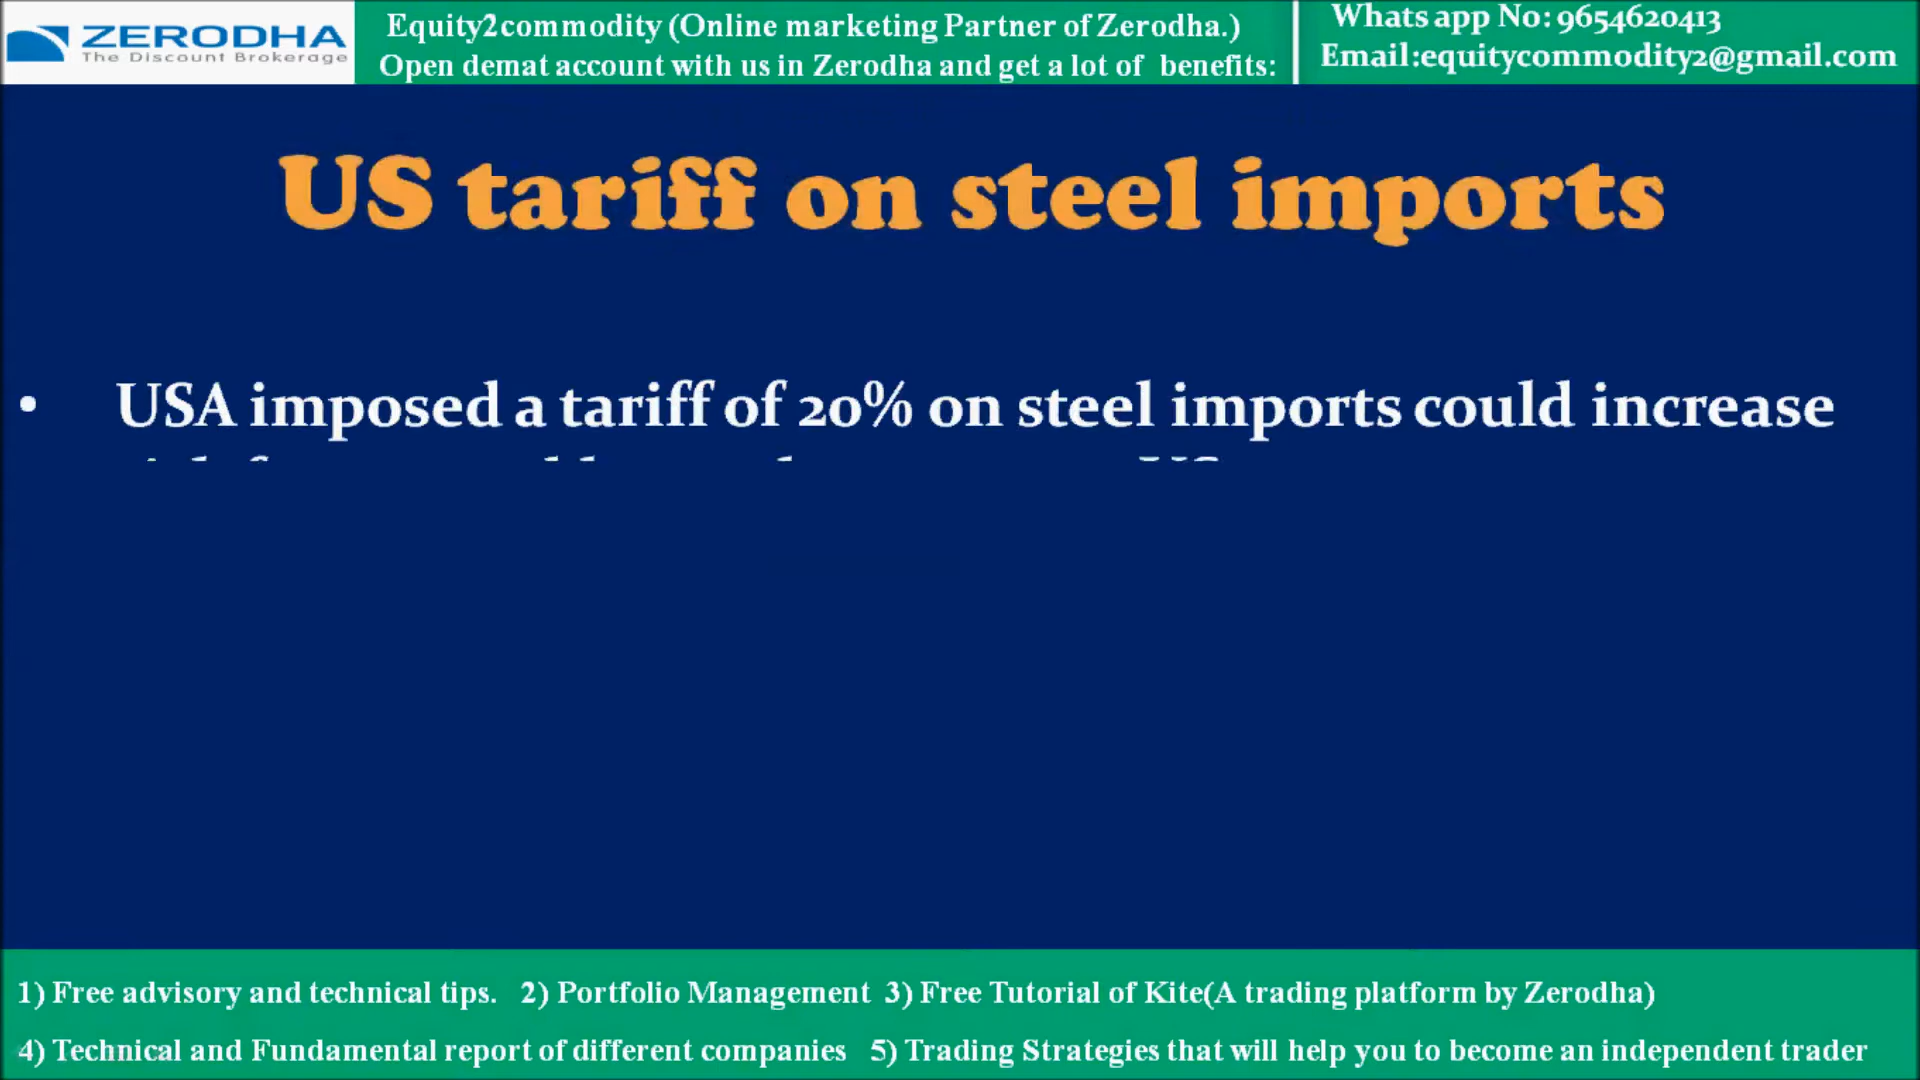 ZERODHA
The Discount Brokerage
Equity2commodity (Online marketing Partner of Zerodha.)
Open demat account with us in Zerodha and get a lot of benefits:
Whats app No: 9654620413
Email:equitycommodity2@gmail.com
US tariff on steel imports
• USA imposed a tariff of 20% on steel imports could increase
1) Free advisory and technical tips. 2) Portfolio Management 3) Free Tutorial of Kite(A trading platform by Zerodha)
4) Technical and Fundamental report of different companies 5) Trading Strategies that will help you to become an independent trader